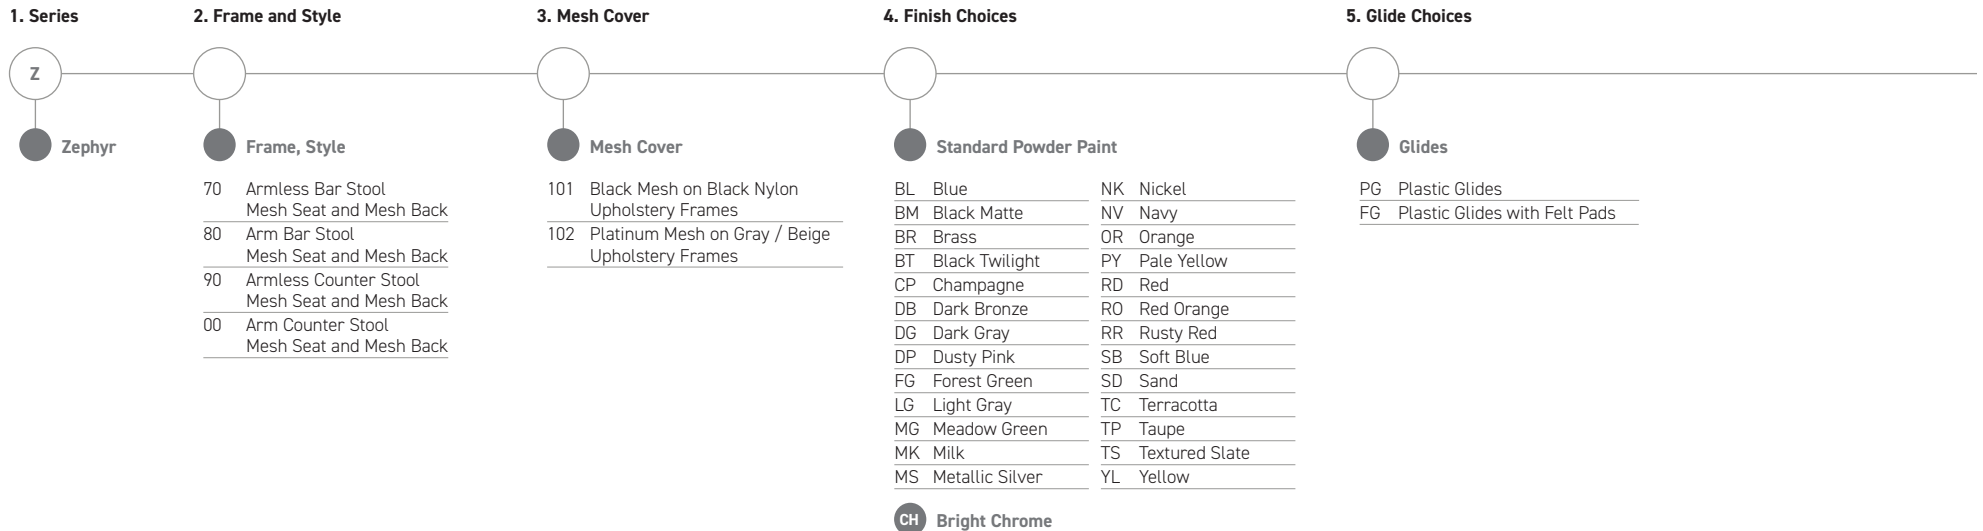 1. Series
Z
Zephyr
2. Frame and Style
Frame, Style
70 Armless Bar Stool
Mesh Seat and Mesh Back
80 Arm Bar Stool
Mesh Seat and Mesh Back
90 Armless Counter Stool
Mesh Seat and Mesh Back
00 Arm Counter Stool
Mesh Seat and Mesh Back
3. Mesh Cover
Mesh Cover
101 Black Mesh on Black Nylon
Upholstery Frames
102 Platinum Mesh on Gray / Beige
Upholstery Frames
4. Finish Choices
Standard Powder Paint
BL Blue
BM Black Matte
BR Brass
BT Black Twilight
CP Champagne
DB Dark Bronze
DG Dark Gray
DP Dusty Pink
FG Forest Green
LG Light Gray
MG Meadow Green
MK Milk
MS Metallic Silver
NK Nickel
NV Navy
OR Orange
PY Pale Yellow
RD Red
RO Red Orange
RR Rusty Red
SB Soft Blue
SD Sand
TC Terracotta
TP Taupe
TS Textured Slate
YL Yellow
CH Bright Chrome
5. Glide Choices
Glides
PG Plastic Glides
FG Plastic Glides with Felt Pads